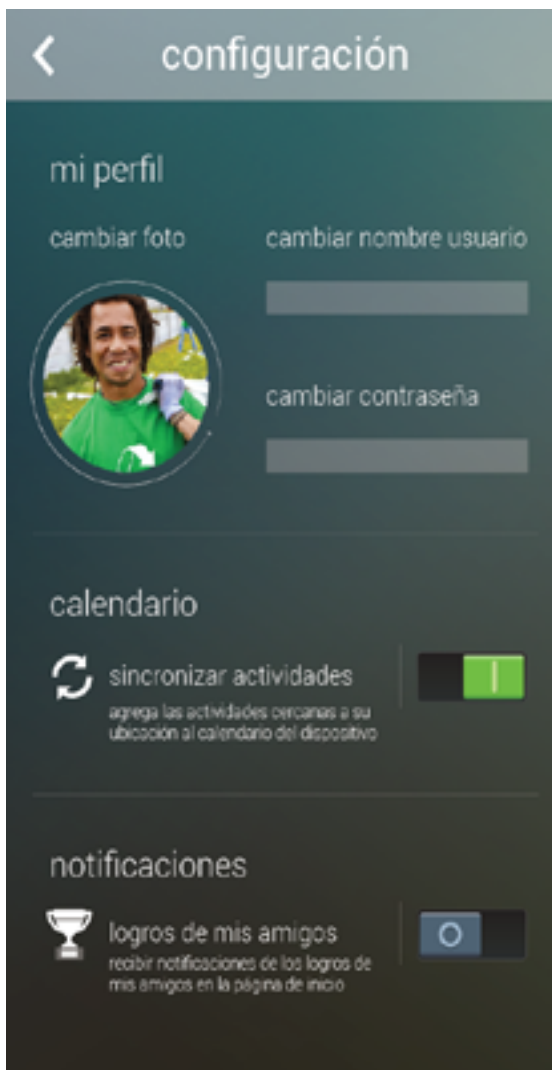 configuración
mi perfil
cambiar foto
cambiar nombre usuario
cambiar contraseña
calendario
sincronizar actividades
agrega las actividades cercanas a su
ubicación al calendario del dispositivo
notificaciones
logros de mis amigos
recibir notificaciones de los logros de
mis amigos en la página de inicio